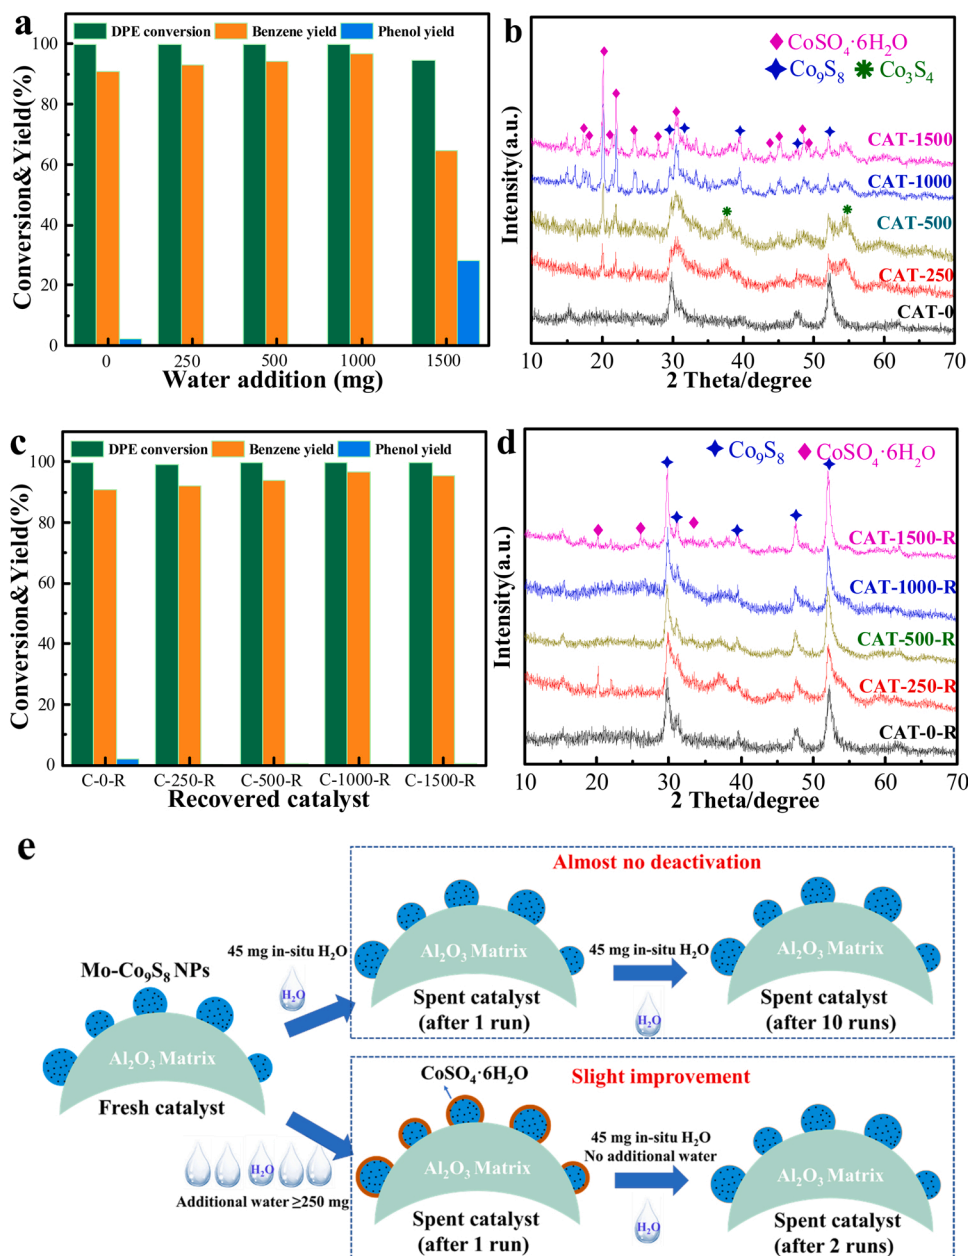 a
DPE conversion
Benzene yield
Phenol yield
Conversion&Yield(%)
100
80
60
40
20
0
0
250
500
1000
1500
Water addition (mg)
b
CoSO₄·6H₂O
Co₉S₈
Co₃S₄
CAT-1500
CAT-1000
CAT-500
CAT-250
CAT-0
Intensity(a.u.)
10
20
30
40
50
60
70
2 Theta/degree
c
DPE conversion
Benzene yield
Phenol yield
Conversion&Yield(%)
100
80
60
40
20
0
C-0-R
C-250-R
C-500-R
C-1000-R
C-1500-R
Recovered catalyst
d
Co₉S₈
CoSO₄·6H₂O
CAT-1500-R
CAT-1000-R
CAT-500-R
CAT-250-R
CAT-0-R
Intensity(a.u.)
10
20
30
40
50
60
70
2 Theta/degree
e
Mo-Co₉S₈ NPs
Al₂O₃ Matrix
Fresh catalyst
45 mg in-situ H₂O
H₂O
Almost no deactivation
Al₂O₃ Matrix
Spent catalyst
(after 1 run)
45 mg in-situ H₂O
H₂O
Al₂O₃ Matrix
Spent catalyst
(after 10 runs)
H₂O
Additional water ≥250 mg
CoSO₄·6H₂O
Slight improvement
Al₂O₃ Matrix
Spent catalyst
(after 1 run)
45 mg in-situ H₂O
No additional water
H₂O
Al₂O₃ Matrix
Spent catalyst
(after 2 runs)